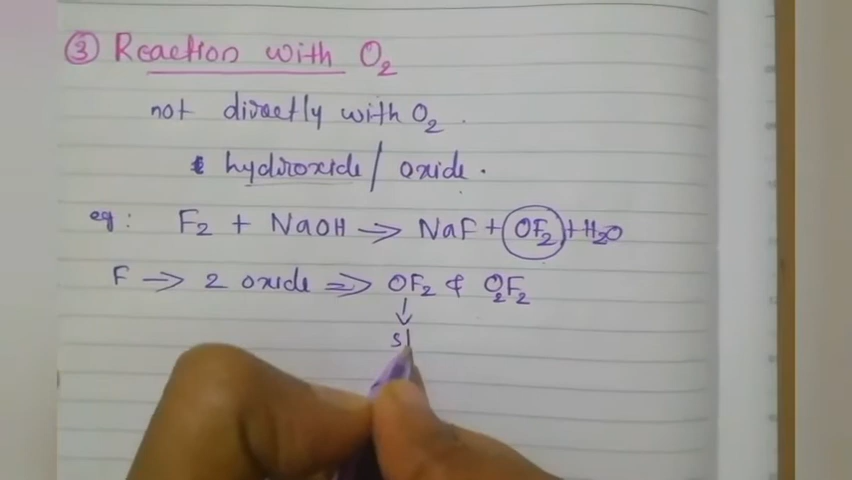 ③ Reaction with O₂
not directly with O₂.
hydroxide / oxide.
eg: F₂ + NaOH → NaF + OF₂ + H₂O
F → 2 oxide ⇒ OF₂ & O₂F₂
↓